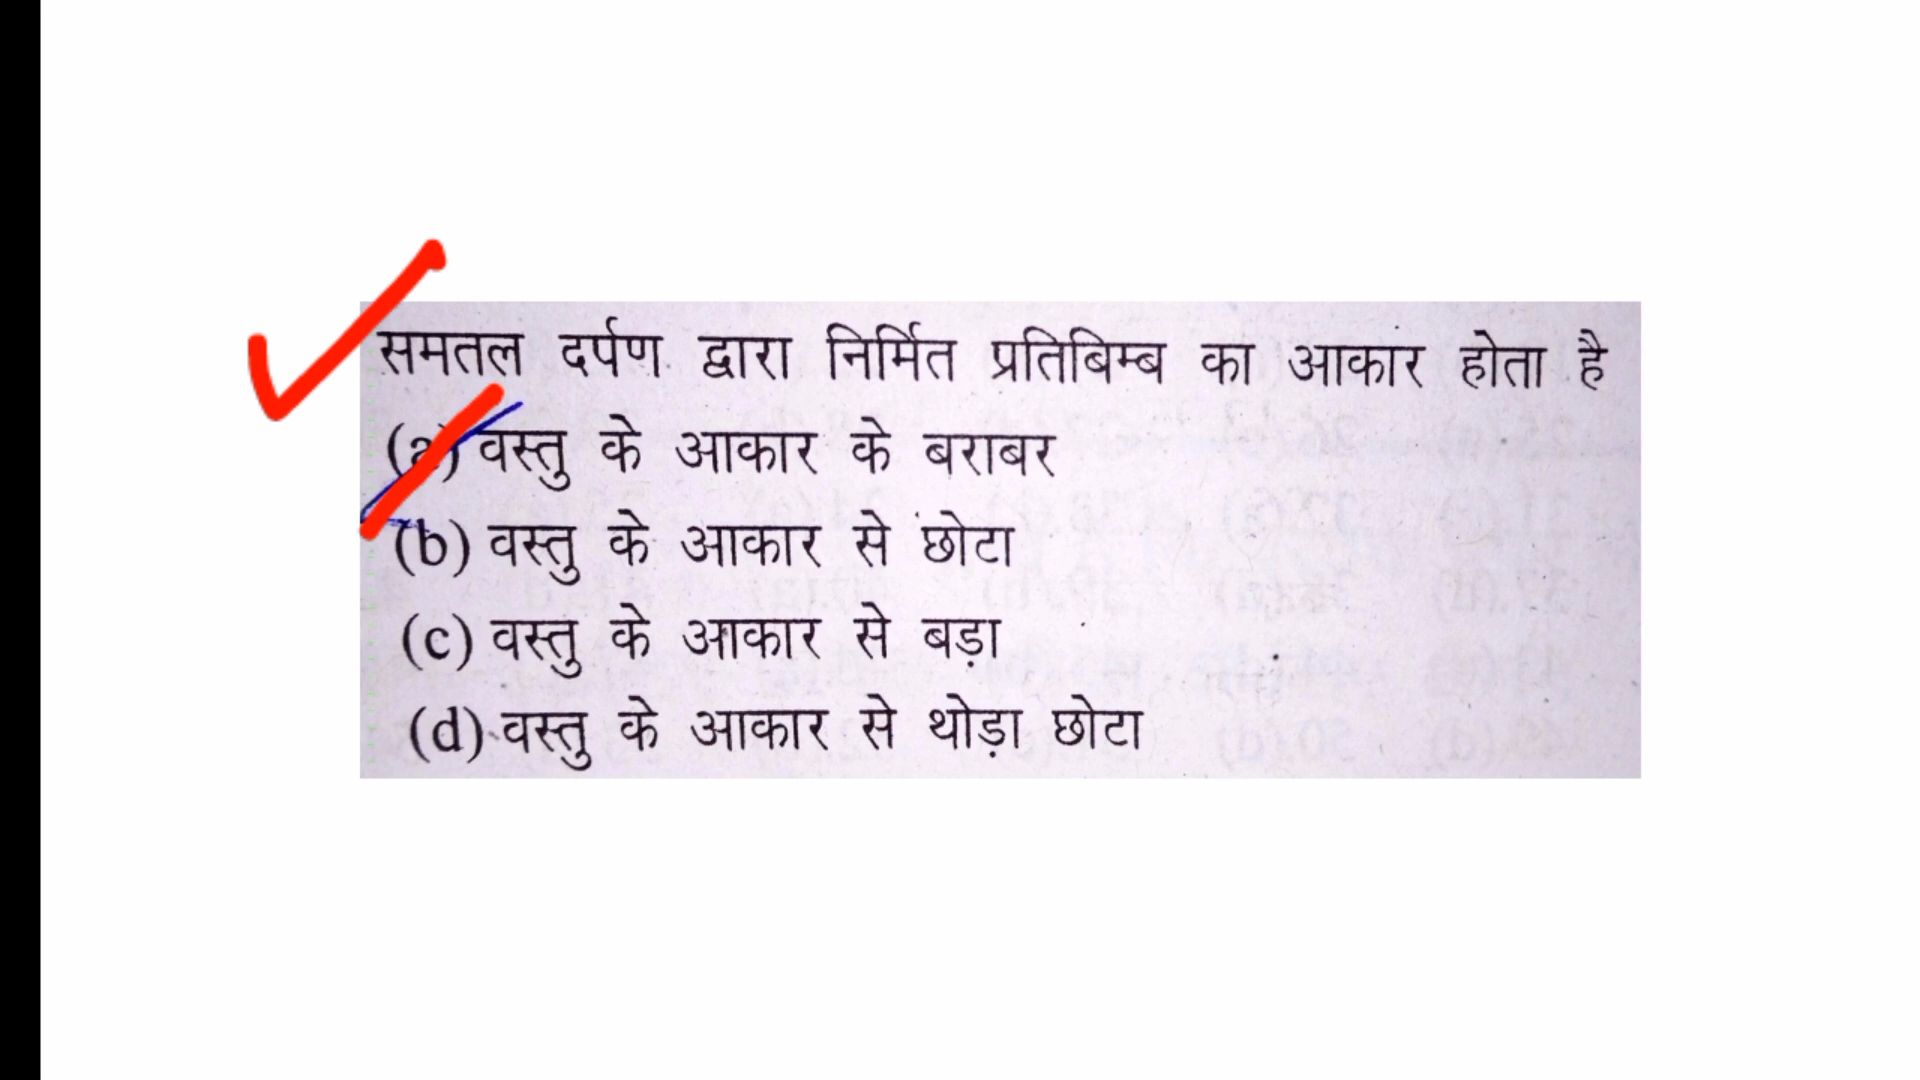 समतल दर्पण द्वारा निर्मित प्रतिबिम्ब का आकार होता है
(a) वस्तु के आकार के बराबर
(b) वस्तु के आकार से छोटा
(c) वस्तु के आकार से बड़ा
(d) वस्तु के आकार से थोड़ा छोटा